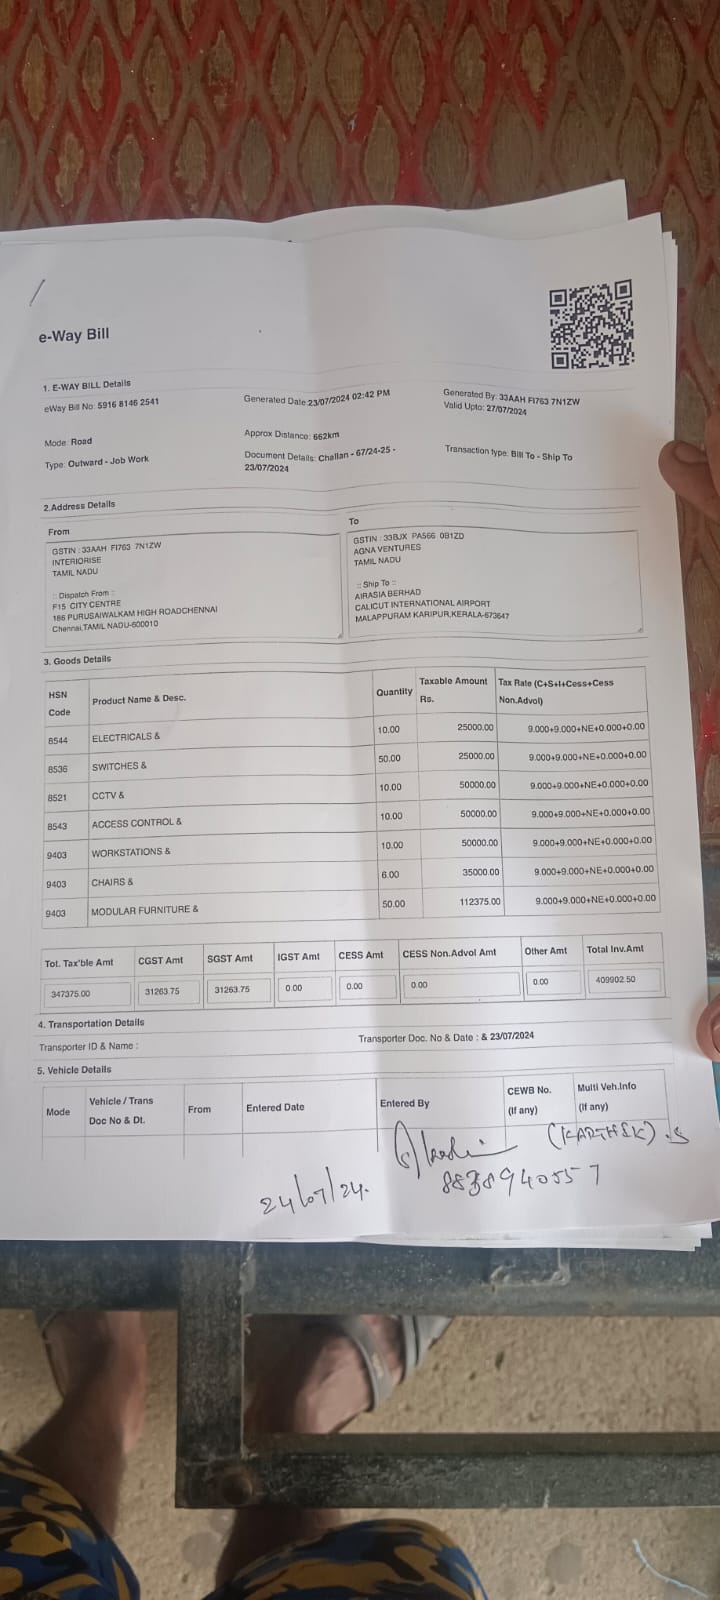 e-Way Bill
1. E-WAY BILL Details
eWay Bill No: 5916 8146 2541 Generated Date:23/07/2024 02:42 PM Generated By: 33AAH FI763 7N1ZW
Valid Upto: 27/07/2024
Mode: Road Approx Distance: 662km
Type: Outward - Job Work Document Details: Challan - 67/24-25 - Transaction type: Bill To - Ship To
23/07/2024
2.Address Details
From
GSTIN : 33AAH FI763 7N1ZW
INTERIORISE
TAMIL NADU
:: Dispatch From ::
F15 CITY CENTRE
186 PURUSAIWALKAM HIGH ROADCHENNAI
Chennai,TAMIL NADU-600010
To
GSTIN : 33BJX PA566 0B1ZD
AGNA VENTURES
TAMIL NADU
:: Ship To ::
AIRASIA BERHAD
CALICUT INTERNATIONAL AIRPORT
MALAPPURAM KARIPUR,KERALA-673647
3. Goods Details
HSN Code Product Name & Desc. Quantity Taxable Amount Rs. Tax Rate (C+S+I+Cess+Cess Non.Advol)
8544 ELECTRICALS & 10.00 25000.00 9.000+9.000+NE+0.000+0.00
8536 SWITCHES & 50.00 25000.00 9.000+9.000+NE+0.000+0.00
8521 CCTV & 10.00 50000.00 9.000+9.000+NE+0.000+0.00
8543 ACCESS CONTROL & 10.00 50000.00 9.000+9.000+NE+0.000+0.00
9403 WORKSTATIONS & 10.00 50000.00 9.000+9.000+NE+0.000+0.00
9403 CHAIRS & 6.00 35000.00 9.000+9.000+NE+0.000+0.00
9403 MODULAR FURNITURE & 50.00 112375.00 9.000+9.000+NE+0.000+0.00
Tot. Tax'ble Amt CGST Amt SGST Amt IGST Amt CESS Amt CESS Non.Advol Amt Other Amt Total Inv.Amt
347375.00 31263.75 31263.75 0.00 0.00 0.00 0.00 409902.50
4. Transportation Details
Transporter ID & Name : Transporter Doc. No & Date : & 23/07/2024
5. Vehicle Details
Mode Vehicle / Trans Doc No & Dt. From Entered Date Entered By CEWB No. (If any) Multi Veh.Info (If any)
(KARTHIK).S
24/07/24. 8838940557